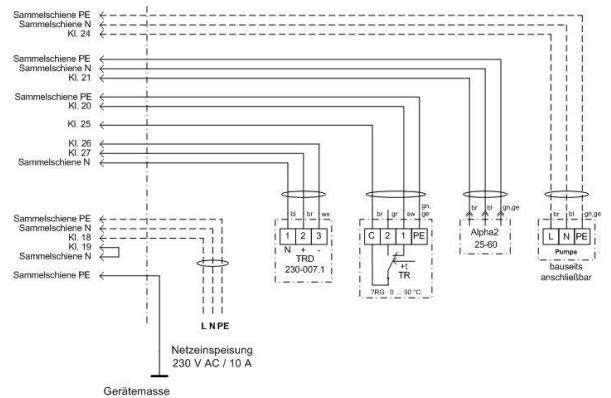 Sammelschiene PE
Sammelschiene N
Kl. 24
Sammelschiene PE
Sammelschiene N
Kl. 21
Sammelschiene PE
Kl. 20
Kl. 25
Kl. 26
Kl. 27
Sammelschiene N
bl br ws
1 2 3
N + -
TRD
230-007.1
br gr sw gn, ge
C 2 1 PE
+t
TR
7RG 0 ... 90 °C
br bl gn,ge
Alpha2
25-60
br bl gn,ge
L N PE
Pumpe
bauseits
anschließbar
Sammelschiene PE
Sammelschiene N
Kl. 18
Kl. 19
Sammelschiene N
Sammelschiene PE
L N PE
Netzeinspeisung
230 V AC / 10 A
Gerätemasse